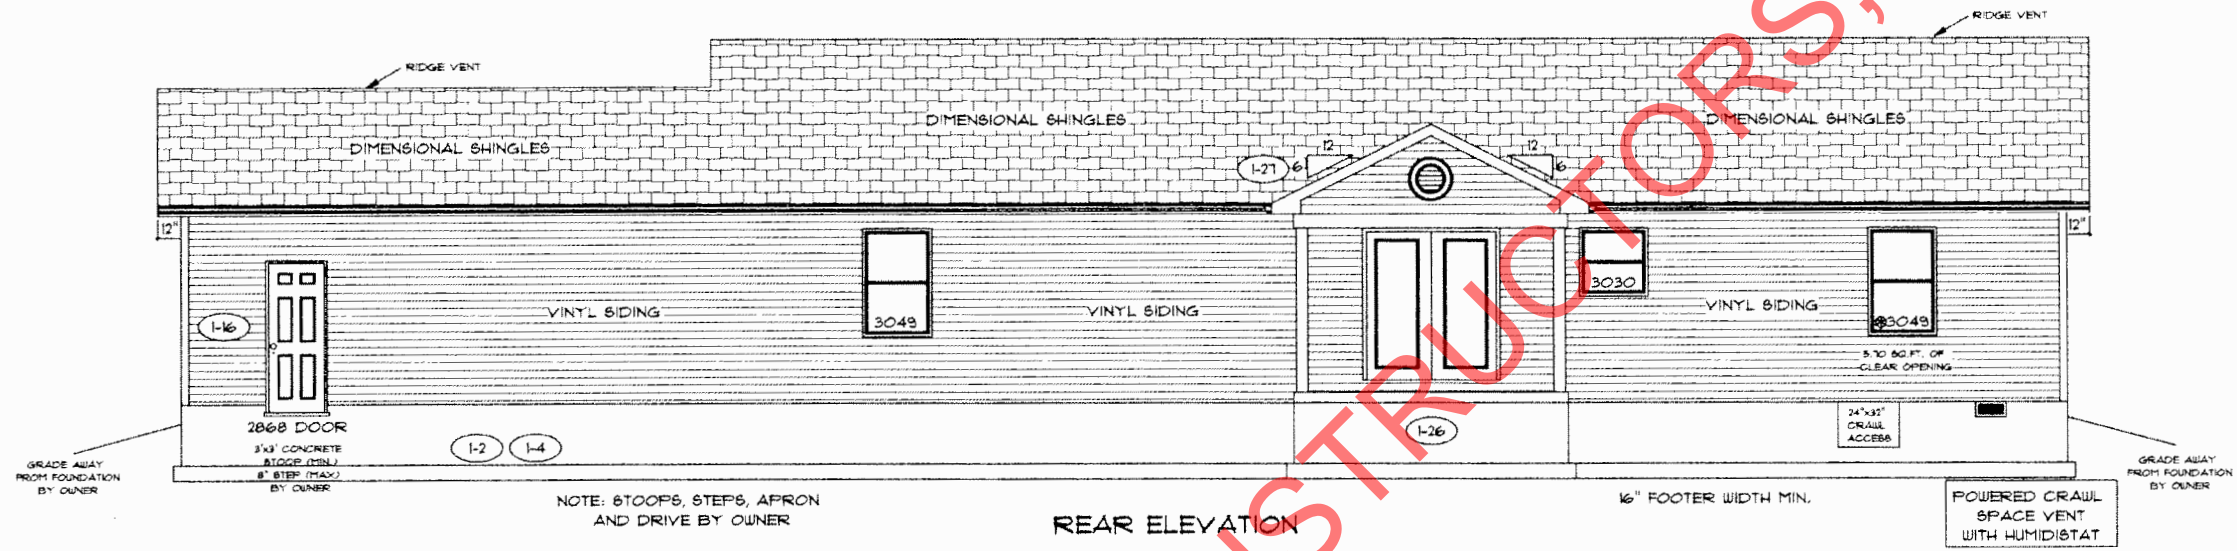 RIDGE VENT
RIDGE VENT
DIMENSIONAL SHINGLES
DIMENSIONAL SHINGLES
DIMENSIONAL SHINGLES
12
6
1-27
12
6
12"
12"
1-16
VINYL SIDING
3049
VINYL SIDING
3030
VINYL SIDING
3049
5.70 SQ.FT. OF
CLEAR OPENING
2868 DOOR
3'x3' CONCRETE
STOOP (MIN.)
8" STEP (MAX)
BY OWNER
1-2
1-4
1-26
24"x32"
CRAWL
ACCESS
GRADE AWAY
FROM FOUNDATION
BY OWNER
GRADE AWAY
FROM FOUNDATION
BY OWNER
NOTE: STOOPS, STEPS, APRON
AND DRIVE BY OWNER
REAR ELEVATION
16" FOOTER WIDTH MIN.
POWERED CRAWL
SPACE VENT
WITH HUMIDISTAT
NSTRUCTORS,